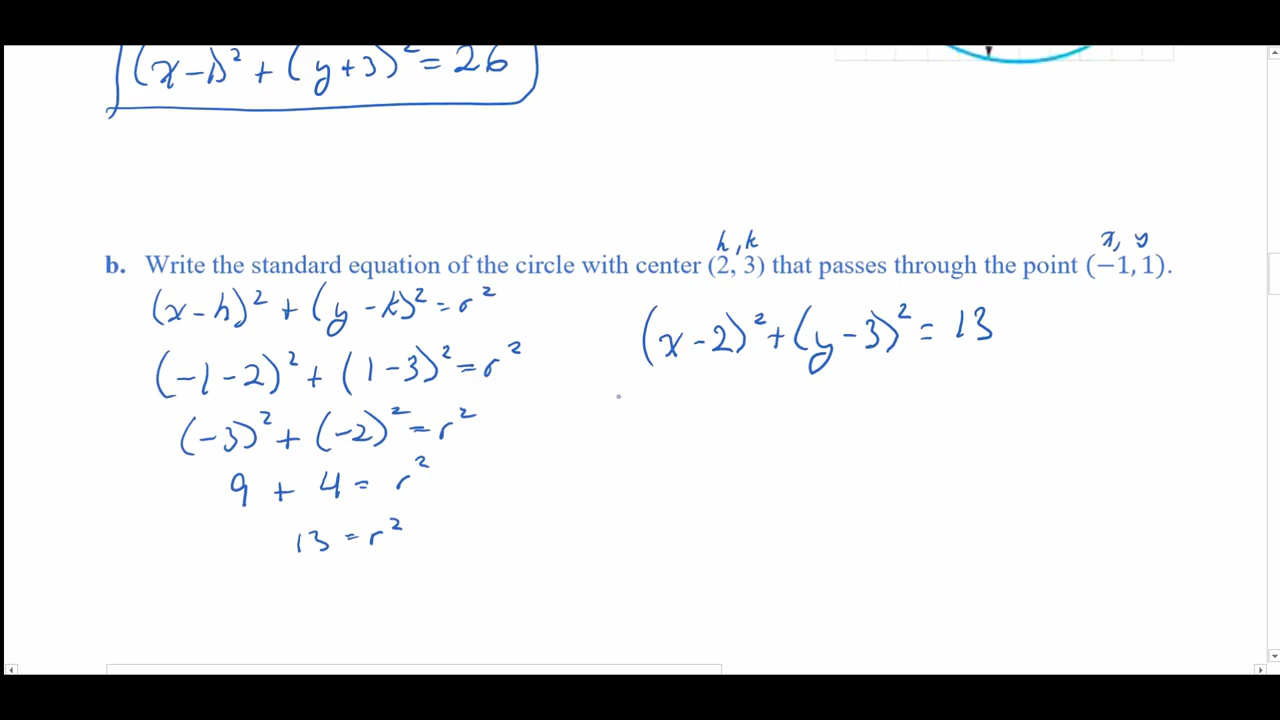 (x-1)² + (y+3)² = 26
h, k x, y
b. Write the standard equation of the circle with center (2, 3) that passes through the point (−1, 1).
(x-h)² + (y-k)² = r²
(x-2)² + (y-3)² = 13
(-1-2)² + (1-3)² = r²
(-3)² + (-2)² = r²
9 + 4 = r²
13 = r²